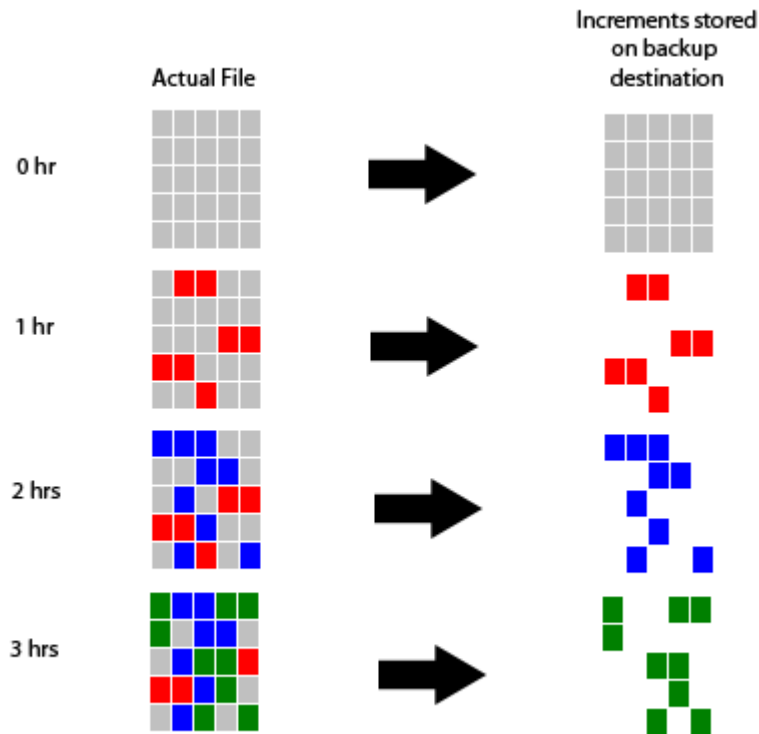 Increments stored
on backup
destination
Actual File
0 hr
1 hr
2 hrs
3 hrs